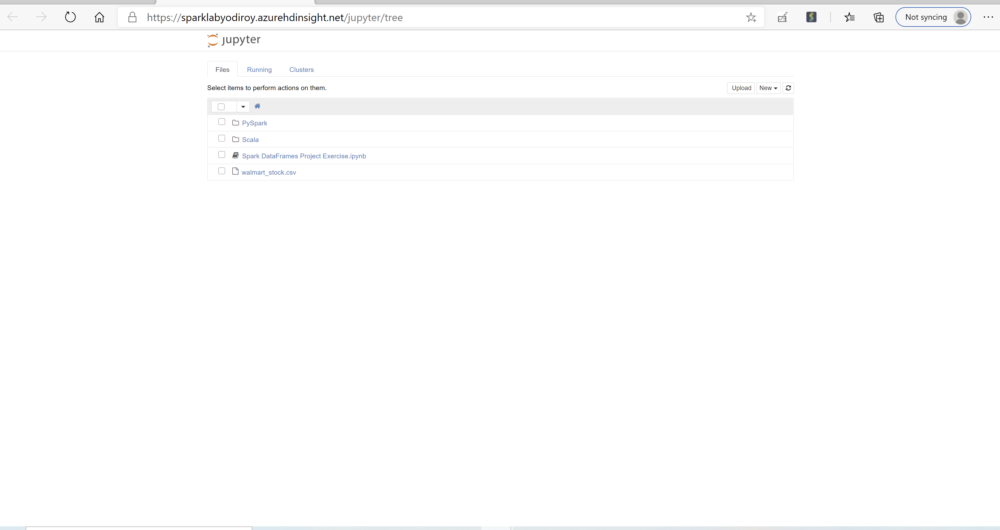 https://sparklabyodiroy.azurehdinsight.net/jupyter/tree
Not syncing
jupyter
Files Running Clusters
Select items to perform actions on them.
Upload New
PySpark
Scala
Spark DataFrames Project Exercise.ipynb
walmart_stock.csv